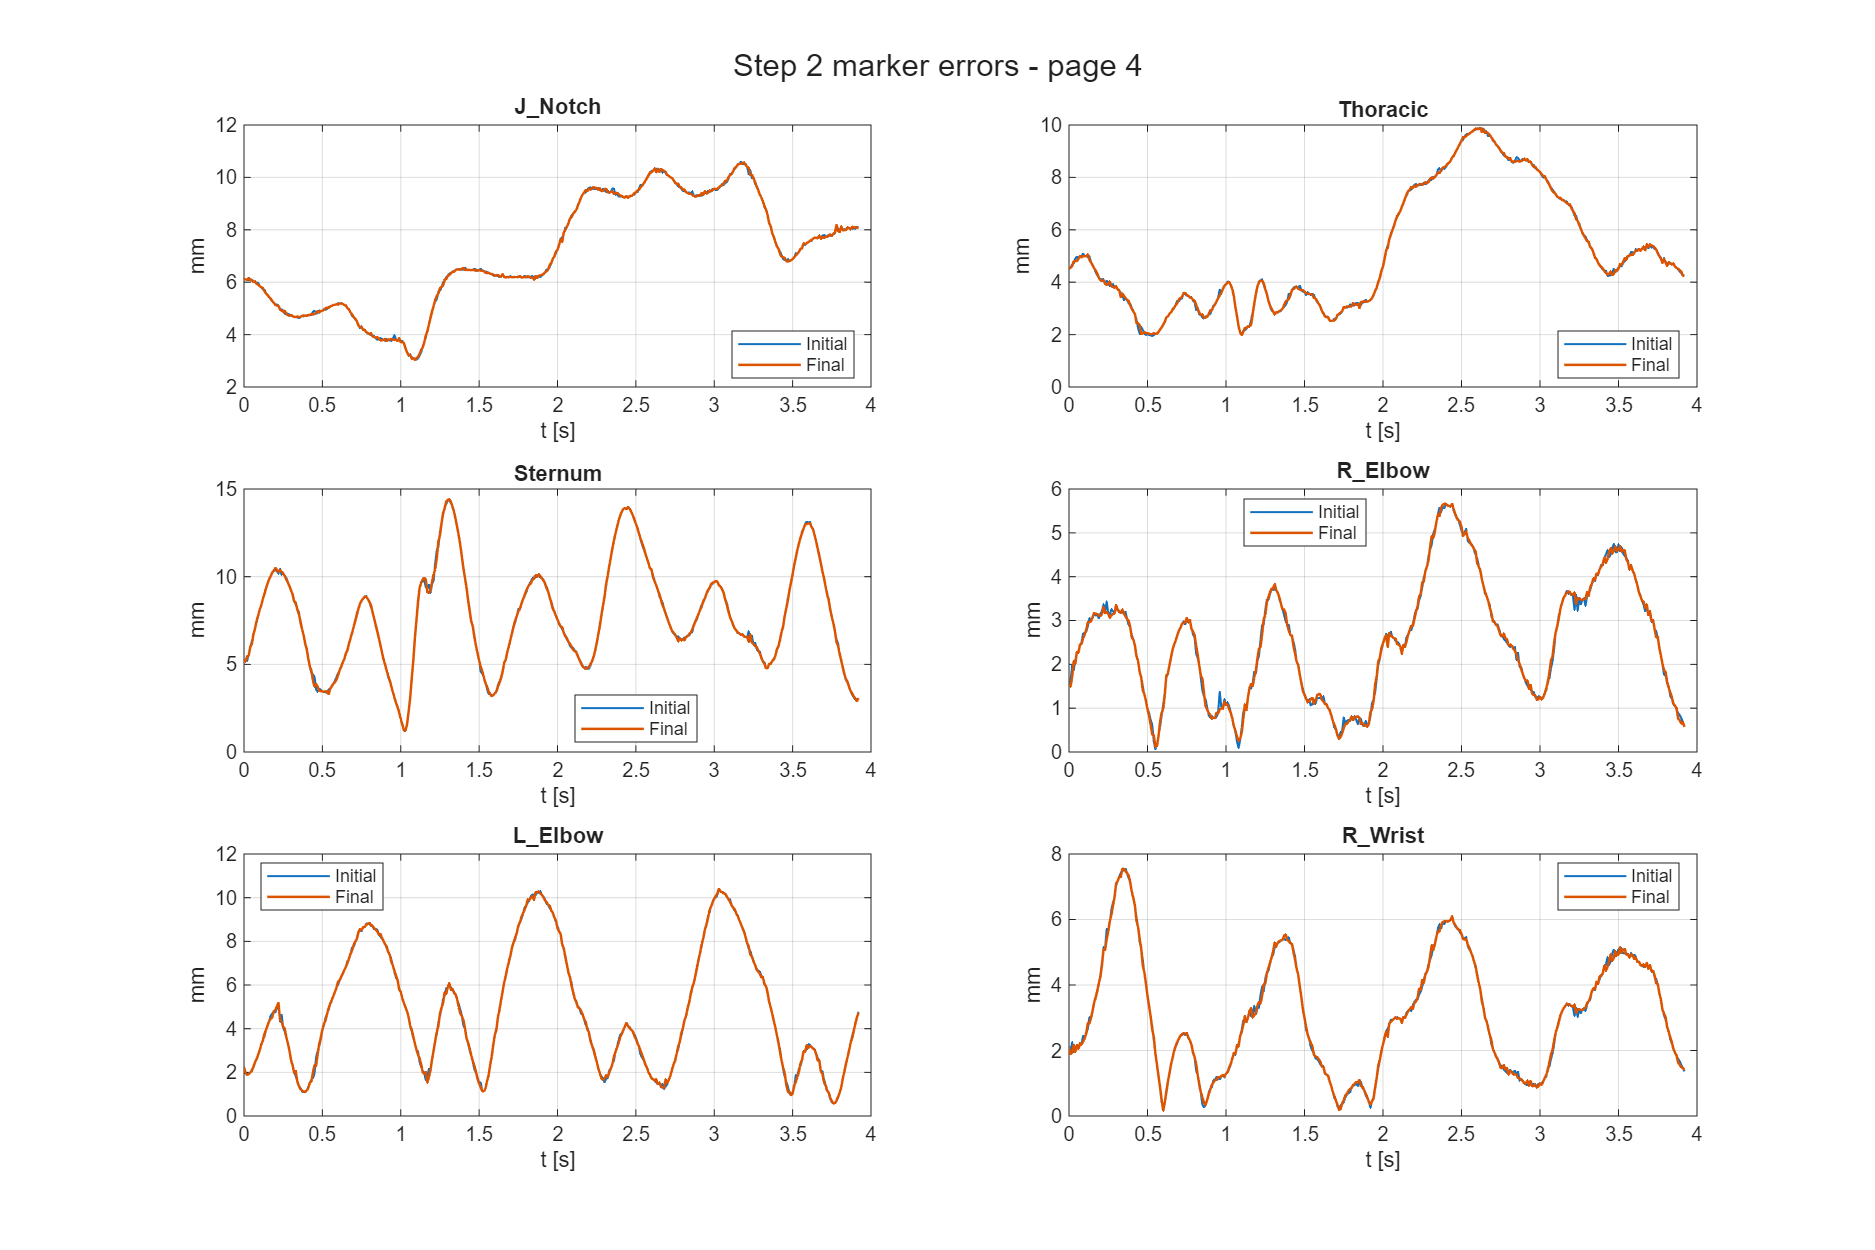 Step 2 marker errors - page 4
J_Notch
12
10
8
6
4
2
mm
0 0.5 1 1.5 2 2.5 3 3.5 4
t [s]
Initial
Final
Thoracic
10
8
6
4
2
0
mm
0 0.5 1 1.5 2 2.5 3 3.5 4
t [s]
Initial
Final
Sternum
15
10
5
0
mm
0 0.5 1 1.5 2 2.5 3 3.5 4
t [s]
Initial
Final
R_Elbow
6
5
4
3
2
1
0
mm
0 0.5 1 1.5 2 2.5 3 3.5 4
t [s]
Initial
Final
L_Elbow
12
10
8
6
4
2
0
mm
0 0.5 1 1.5 2 2.5 3 3.5 4
t [s]
Initial
Final
R_Wrist
8
6
4
2
0
mm
0 0.5 1 1.5 2 2.5 3 3.5 4
t [s]
Initial
Final